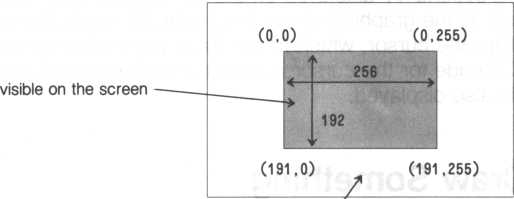 (0,0) (0,255)
256
visible on the screen
192
(191,0) (191,255)